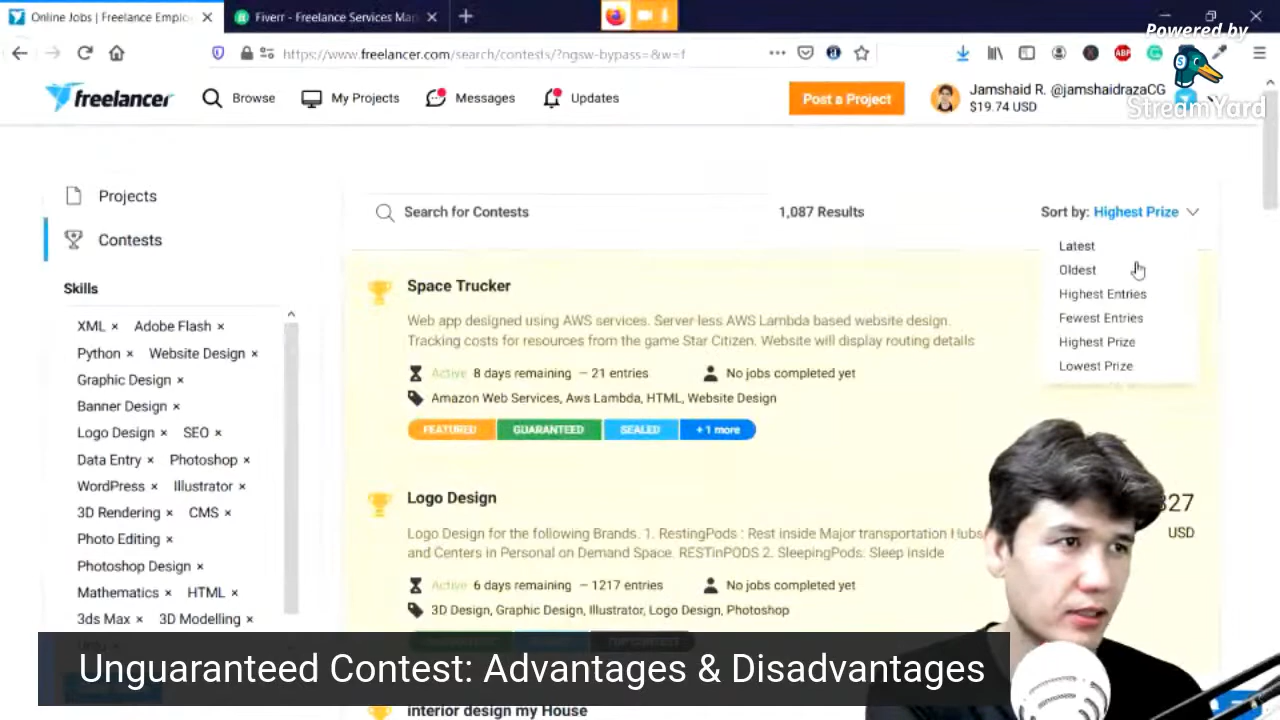 Online Jobs | Freelance Emplo
Fiverr - Freelance Services Mar
Powered by
StreamYard
https://www.freelancer.com/search/contests/?ngsw-bypass=&w=f
ABP
freelancer
Browse
My Projects
Messages
Updates
Post a Project
Jamshaid R. @jamshaidrazaCG
$19.74 USD
Projects
Contests
Skills
XML × Adobe Flash ×
Python × Website Design ×
Graphic Design ×
Banner Design ×
Logo Design × SEO ×
Data Entry × Photoshop ×
WordPress × Illustrator ×
3D Rendering × CMS ×
Photo Editing ×
Photoshop Design ×
Mathematics × HTML ×
3ds Max × 3D Modelling ×
Search for Contests
1,087 Results
Sort by: Highest Prize
Latest
Oldest
Highest Entries
Fewest Entries
Highest Prize
Lowest Prize
Space Trucker
Web app designed using AWS services. Server less AWS Lambda based website design.
Tracking costs for resources from the game Star Citizen. Website will display routing details
Active 8 days remaining – 21 entries
No jobs completed yet
Amazon Web Services, Aws Lambda, HTML, Website Design
FEATURED GUARANTEED SEALED + 1 more
Logo Design
Logo Design for the following Brands. 1. RestingPods : Rest inside Major transportation Hubs
and Centers in Personal on Demand Space. RESTinPODS 2. SleepingPods: Sleep inside
327
USD
Active 6 days remaining – 1217 entries
No jobs completed yet
3D Design, Graphic Design, Illustrator, Logo Design, Photoshop
interior design my House
Unguaranteed Contest: Advantages & Disadvantages